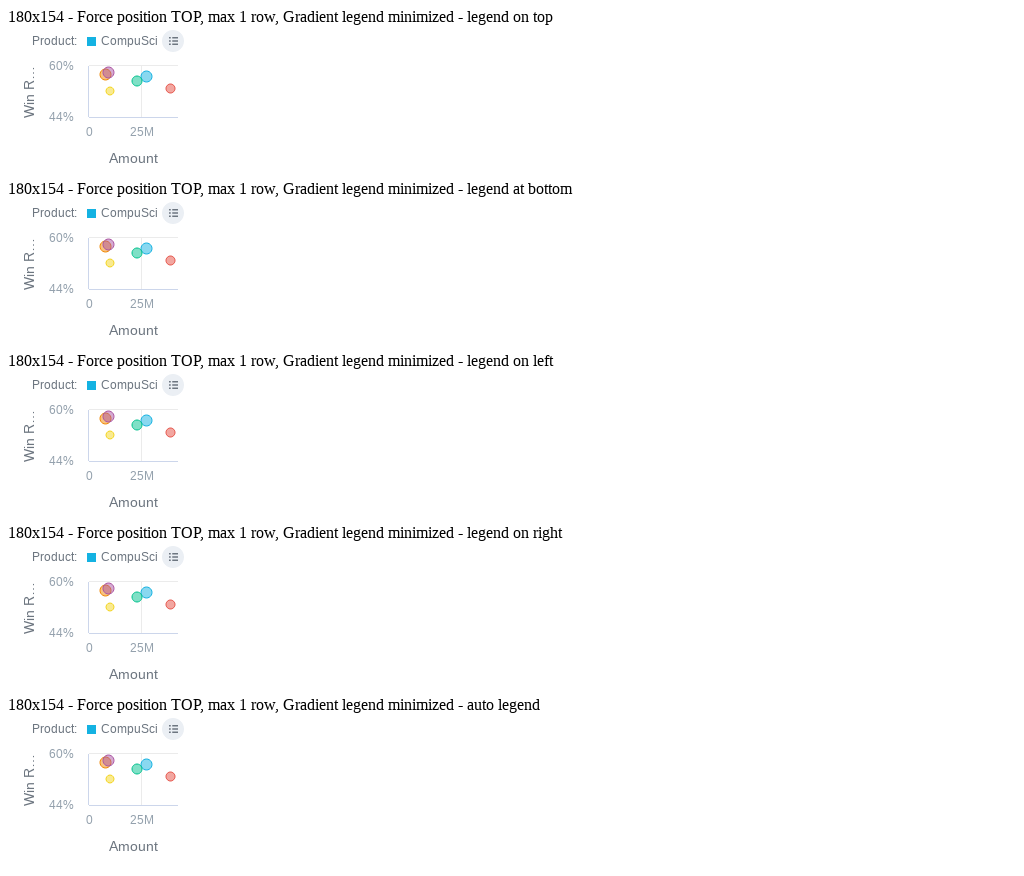 180x154 - Force position TOP, max 1 row, Gradient legend minimized - legend on top
Product: CompuSci
60%
Win R…
44%
0 25M
Amount
180x154 - Force position TOP, max 1 row, Gradient legend minimized - legend at bottom
Product: CompuSci
60%
Win R…
44%
0 25M
Amount
180x154 - Force position TOP, max 1 row, Gradient legend minimized - legend on left
Product: CompuSci
60%
Win R…
44%
0 25M
Amount
180x154 - Force position TOP, max 1 row, Gradient legend minimized - legend on right
Product: CompuSci
60%
Win R…
44%
0 25M
Amount
180x154 - Force position TOP, max 1 row, Gradient legend minimized - auto legend
Product: CompuSci
60%
Win R…
44%
0 25M
Amount